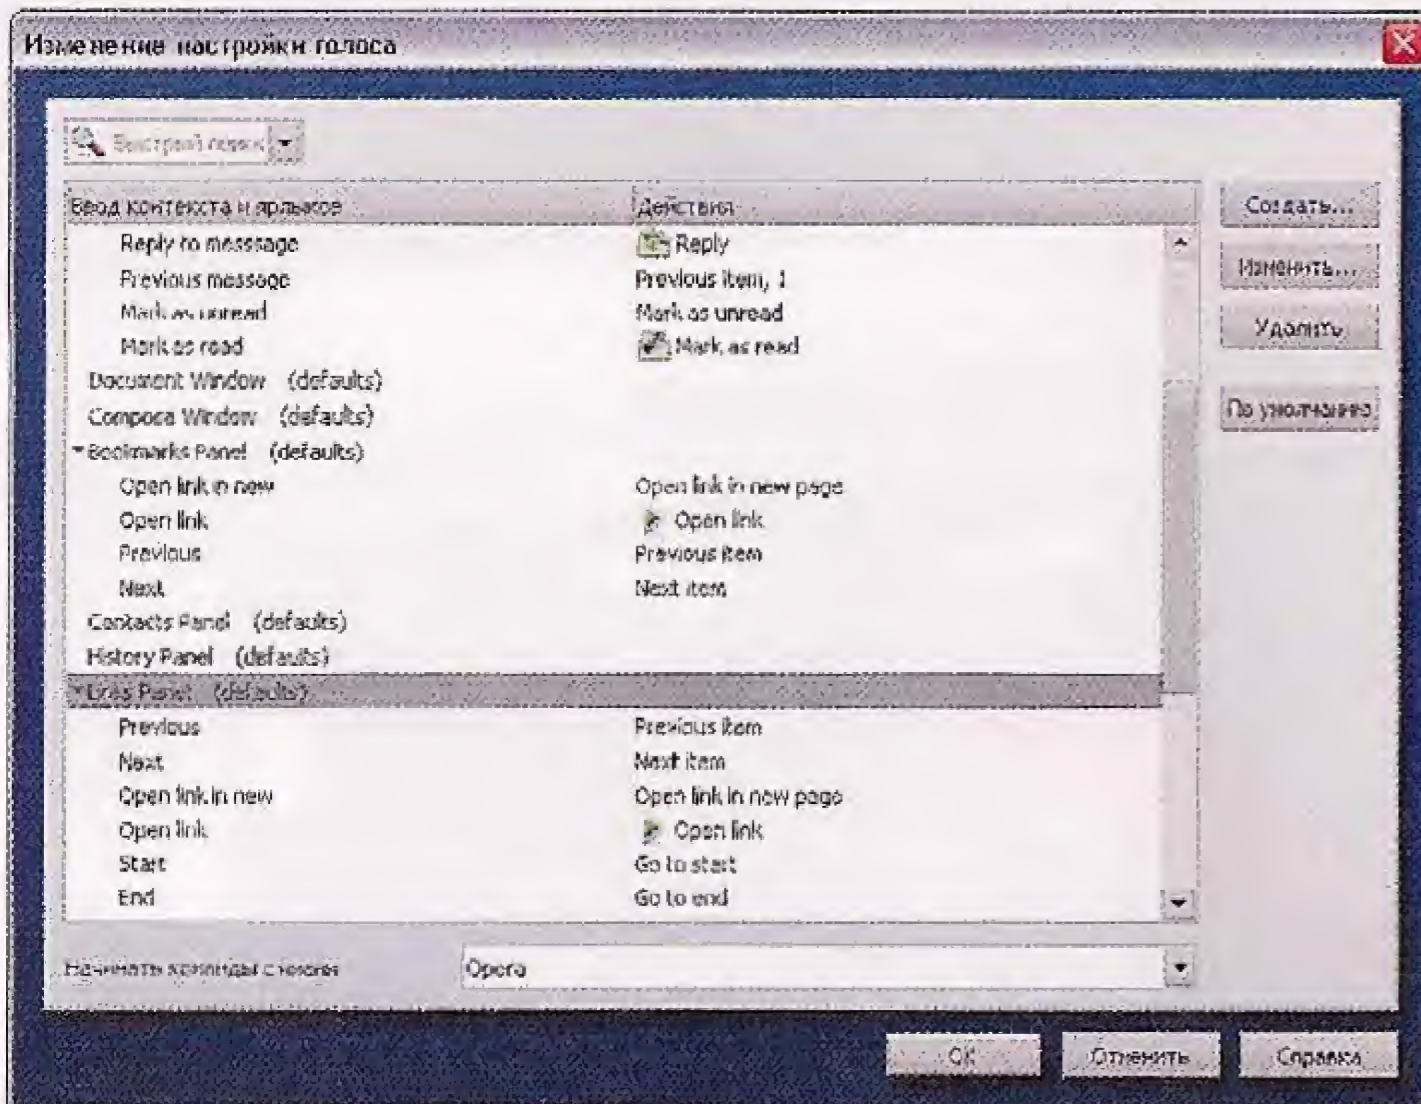 Изменение настройки голоса
Быстрый поиск
Ввод контекста и ярлыков Действия
Reply to messsage Reply
Previous message Previous item, 1
Mark as unread Mark as unread
Mark as read Mark as read
Document Window (defaults)
Compose Window (defaults)
Bookmarks Panel (defaults)
Open link in new Open link in new page
Open link Open link
Previous Previous item
Next Next item
Contacts Panel (defaults)
History Panel (defaults)
Links Panel (defaults)
Previous Previous item
Next Next item
Open link in new Open link in new page
Open link Open link
Start Go to start
End Go to end
Создать...
Изменить...
Удалить
По умолчанию
Начинать команды с Opera
OK Отменить Справка